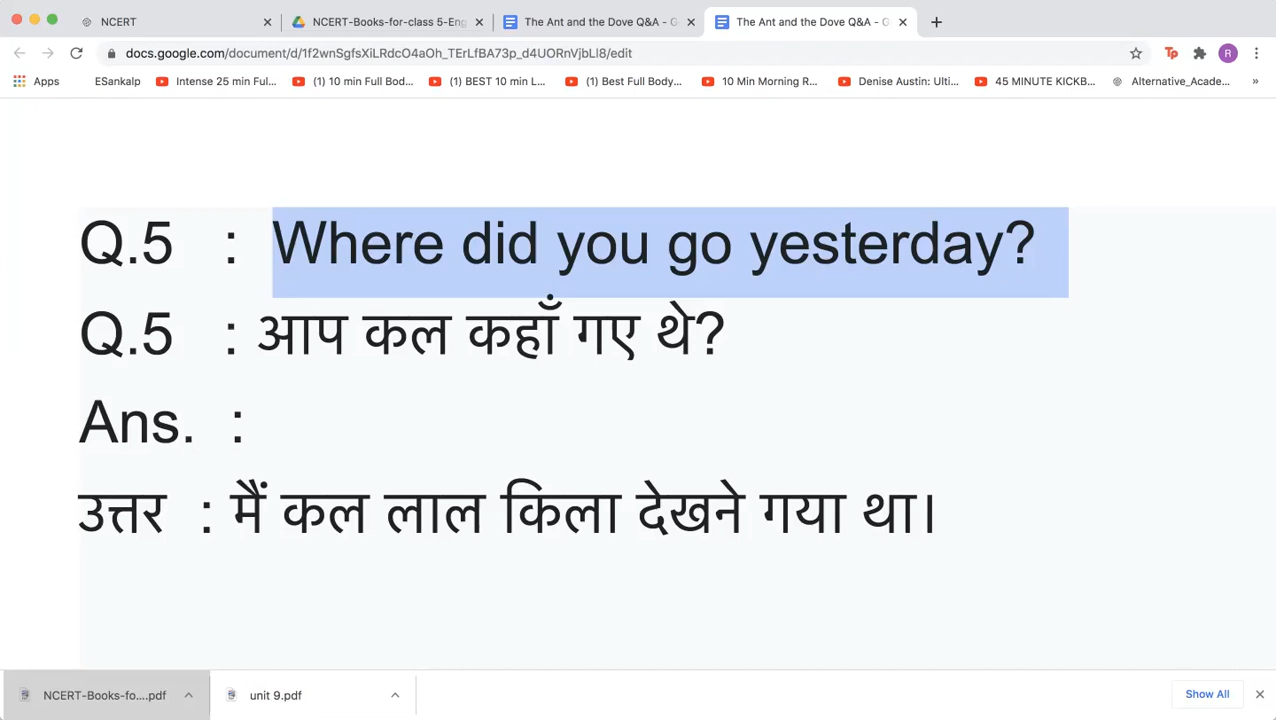 NCERT
NCERT-Books-for-class 5-Eng
The Ant and the Dove Q&A - G
The Ant and the Dove Q&A - G
docs.google.com/document/d/1f2wnSgfsXiLRdcO4aOh_TErLfBA73p_d4UORnVjbLl8/edit
Tp
R
Apps
ESankalp
Intense 25 min Ful...
(1) 10 min Full Bod...
(1) BEST 10 min L...
(1) Best Full Body...
10 Min Morning R...
Denise Austin: Ulti...
45 MINUTE KICKB...
Alternative_Acade...
»
Q.5 : Where did you go yesterday?
Q.5 : आप कल कहाँ गए थे?
Ans. :
उत्तर : मैं कल लाल किला देखने गया था।
NCERT-Books-fo....pdf
unit 9.pdf
Show All